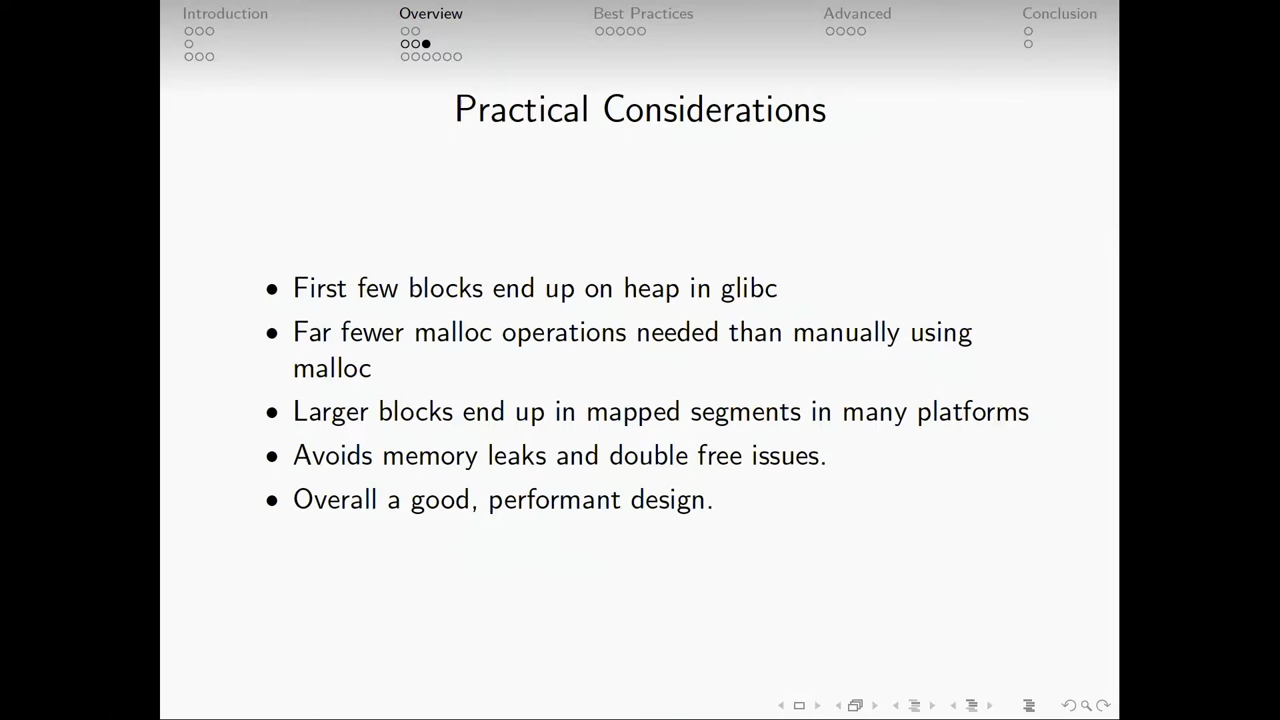 Introduction Overview Best Practices Advanced Conclusion
Practical Considerations
• First few blocks end up on heap in glibc
• Far fewer malloc operations needed than manually using
malloc
• Larger blocks end up in mapped segments in many platforms
• Avoids memory leaks and double free issues.
• Overall a good, performant design.